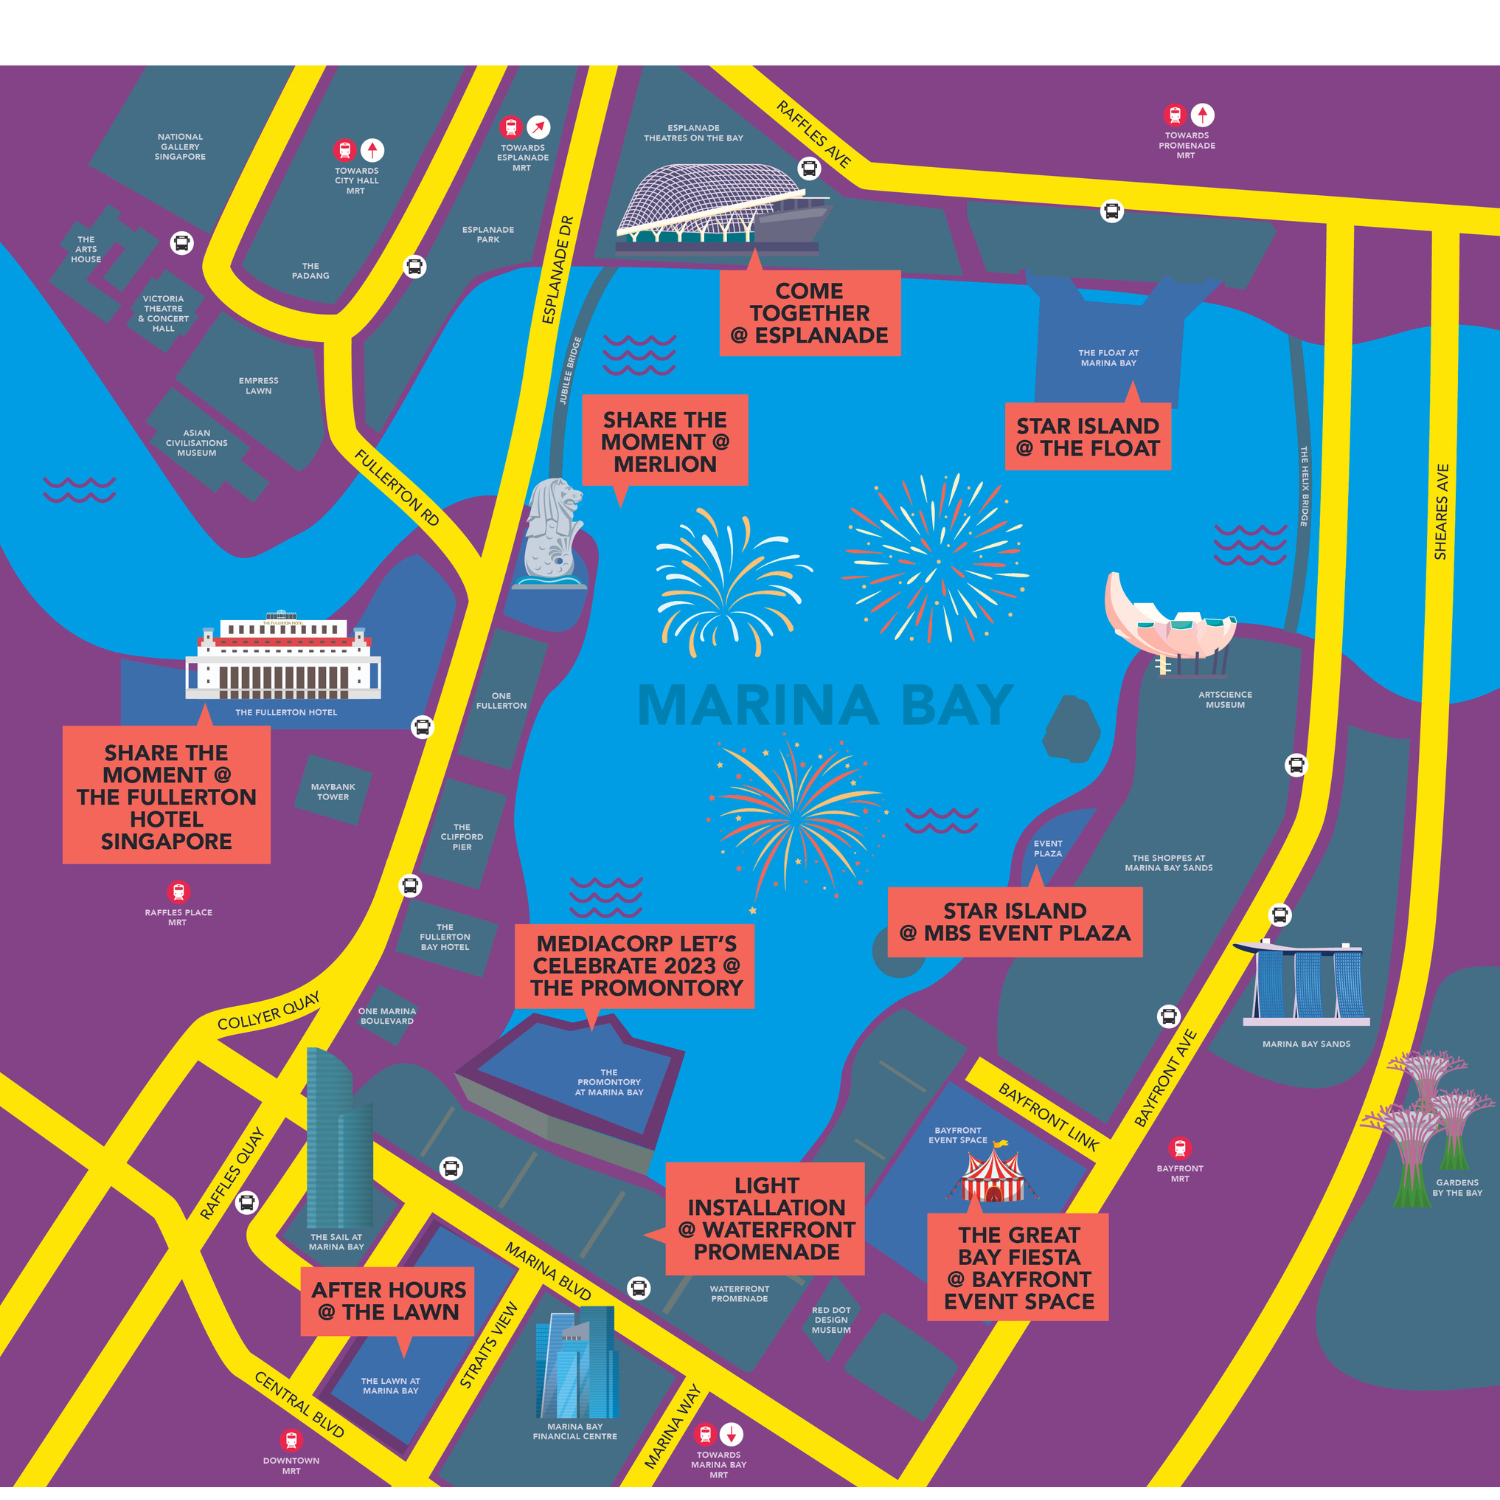 NATIONAL
GALLERY
SINGAPORE
TOWARDS
CITY HALL
MRT
TOWARDS
ESPLANADE
MRT
ESPLANADE
THEATRES ON THE BAY
RAFFLES AVE
TOWARDS
PROMENADE
MRT
THE
ARTS
HOUSE
THE
PADANG
ESPLANADE
PARK
ESPLANADE DR
VICTORIA
THEATRE
& CONCERT
HALL
COME
TOGETHER
@ ESPLANADE
JUBILEE BRIDGE
THE FLOAT AT
MARINA BAY
EMPRESS
LAWN
ASIAN
CIVILISATIONS
MUSEUM
SHARE THE
MOMENT @
MERLION
STAR ISLAND
@ THE FLOAT
FULLERTON RD
THE HELIX BRIDGE
SHEARES AVE
THE FULLERTON HOTEL
THE FULLERTON HOTEL
ONE
FULLERTON
MARINA BAY
ARTSCIENCE
MUSEUM
SHARE THE
MOMENT @
THE FULLERTON
HOTEL
SINGAPORE
MAYBANK
TOWER
THE
CLIFFORD
PIER
EVENT
PLAZA
THE SHOPPES AT
MARINA BAY SANDS
RAFFLES PLACE
MRT
THE
FULLERTON
BAY HOTEL
MEDIACORP LET'S
CELEBRATE 2023 @
THE PROMONTORY
STAR ISLAND
@ MBS EVENT PLAZA
COLLYER QUAY
ONE MARINA
BOULEVARD
MARINA BAY SANDS
THE
PROMONTORY
AT MARINA BAY
BAYFRONT AVE
BAYFRONT LINK
BAYFRONT
EVENT SPACE
BAYFRONT
MRT
GARDENS
BY THE BAY
RAFFLES QUAY
THE SAIL AT
MARINA BAY
LIGHT
INSTALLATION
@ WATERFRONT
PROMENADE
THE GREAT
BAY FIESTA
@ BAYFRONT
EVENT SPACE
MARINA BLVD
AFTER HOURS
@ THE LAWN
WATERFRONT
PROMENADE
RED DOT
DESIGN
MUSEUM
STRAITS VIEW
THE LAWN AT
MARINA BAY
CENTRAL BLVD
MARINA BAY
FINANCIAL CENTRE
MARINA WAY
DOWNTOWN
MRT
TOWARDS
MARINA BAY
MRT